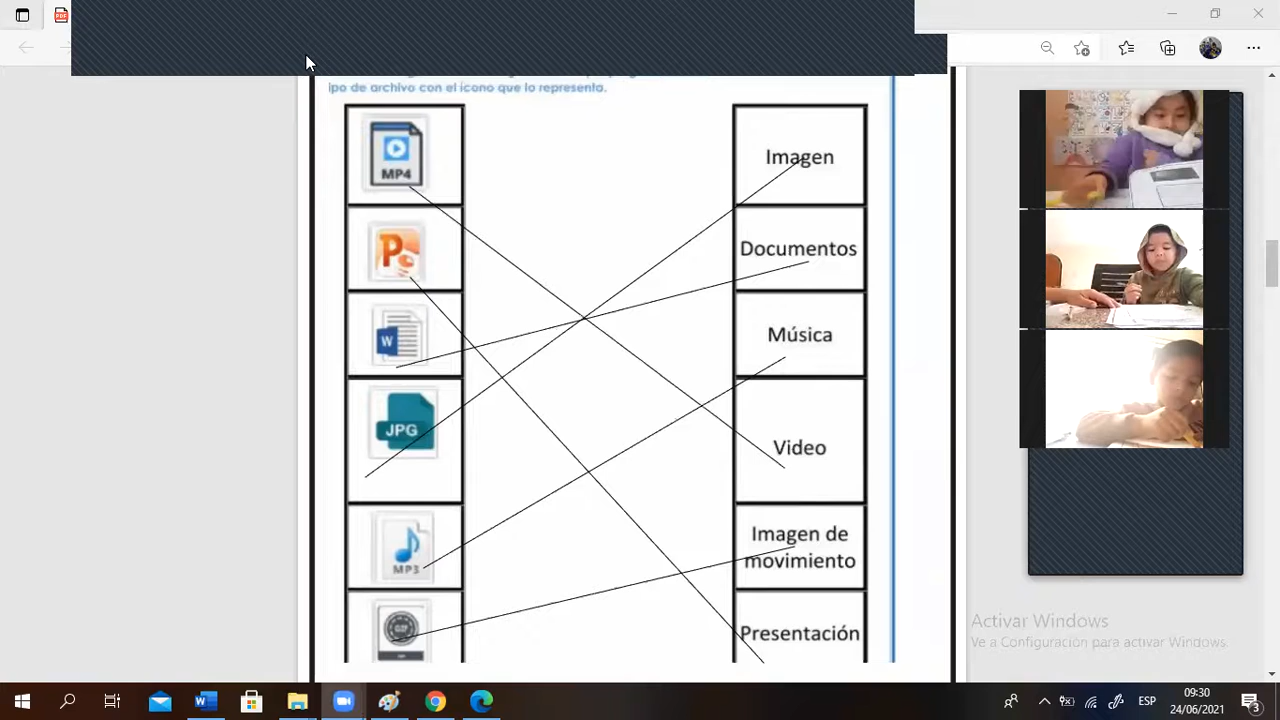 ipo de archivo con el icono que lo representa.
MP4
Imagen
Documentos
W
Música
JPG
Video
MP3
Imagen de
movimiento
Presentación
Activar Windows
Ve a Configuración para activar Windows.
ESP
09:30
24/06/2021
3